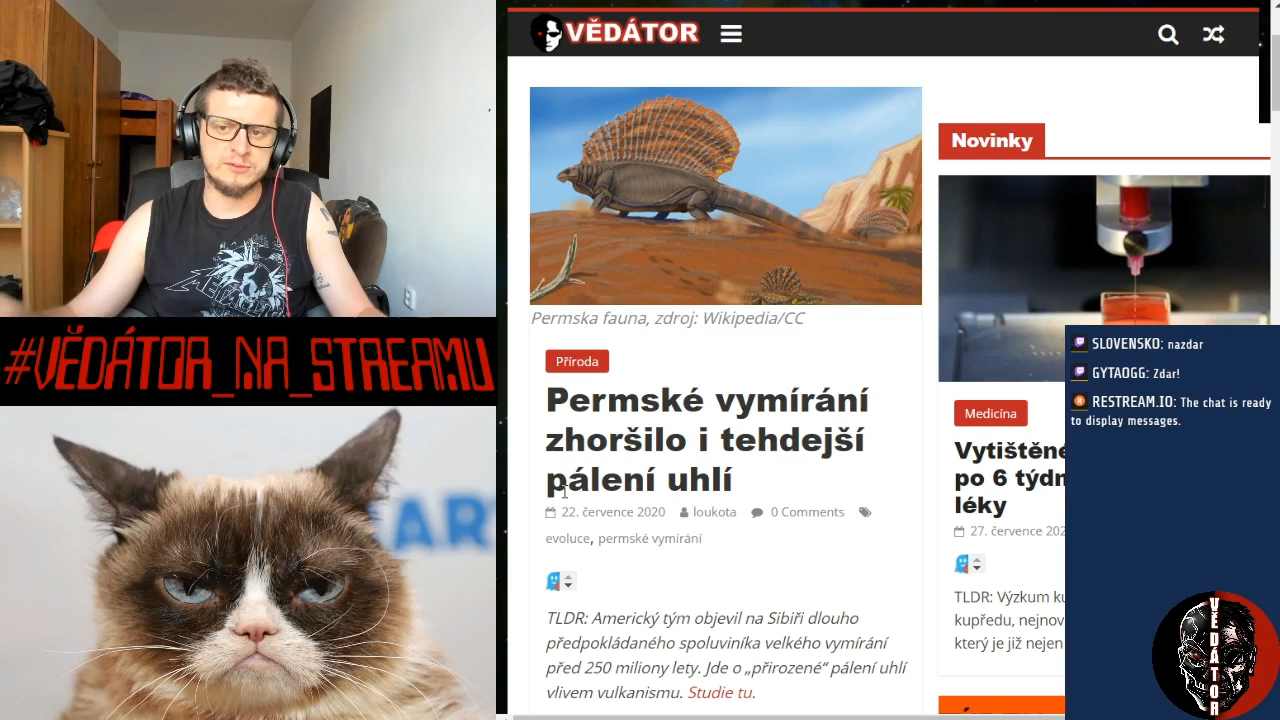 VĚDÁTOR
#VĚDÁTOR_NA_STREAMU
Permska fauna, zdroj: Wikipedia/CC
Příroda
Permské vymírání
zhoršilo i tehdejší
pálení uhlí
22. července 2020 loukota 0 Comments
evoluce, permské vymírání
TLDR: Americký tým objevil na Sibiři dlouho
předpokládaného spoluviníka velkého vymírání
před 250 miliony lety. Jde o „přirozené“ pálení uhlí
vlivem vulkanismu. Studie tu.
Novinky
Medicína
Vytištěné
po 6 týdn
léky
27. července 202
TLDR: Výzkum ku
kupředu, nejnov
který je již nejen
SLOVENSKO: nazdar
GYTAOGG: Zdar!
RESTREAM.IO: The chat is ready
to display messages.
VĚDÁTOR